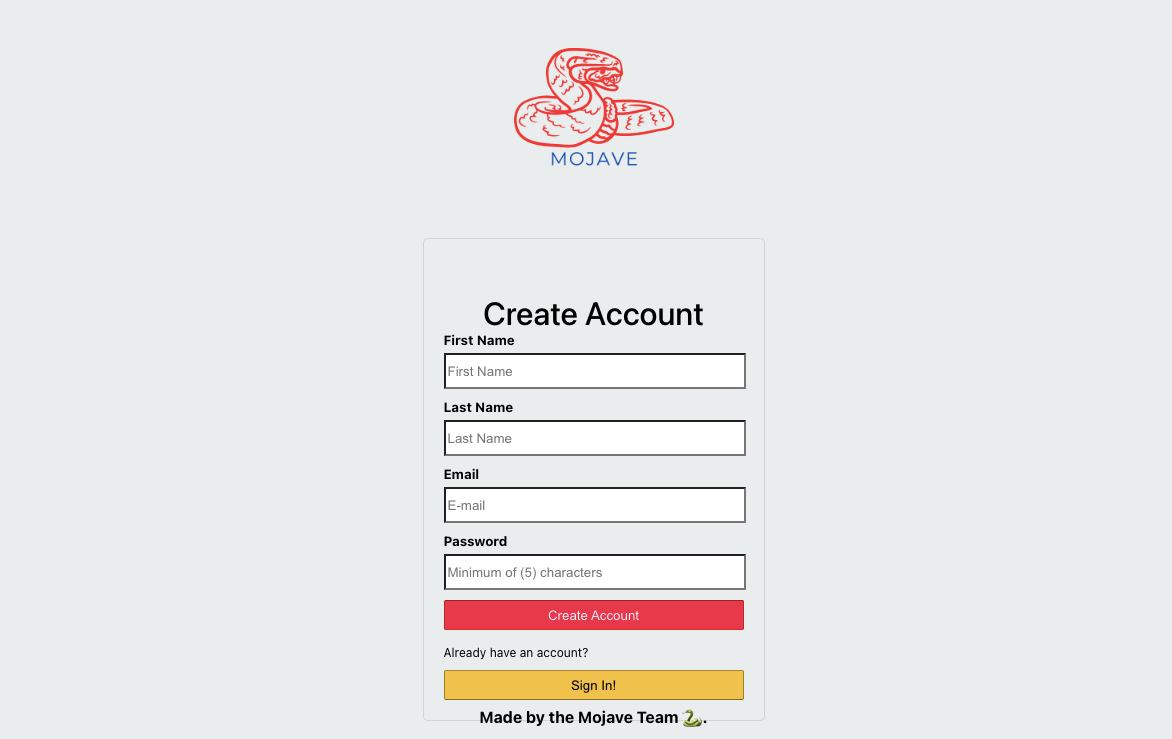 MOJAVE
Create Account
First Name
First Name
Last Name
Last Name
Email
E-mail
Password
Minimum of (5) characters
Create Account
Already have an account?
Sign In!
Made by the Mojave Team 🐍.